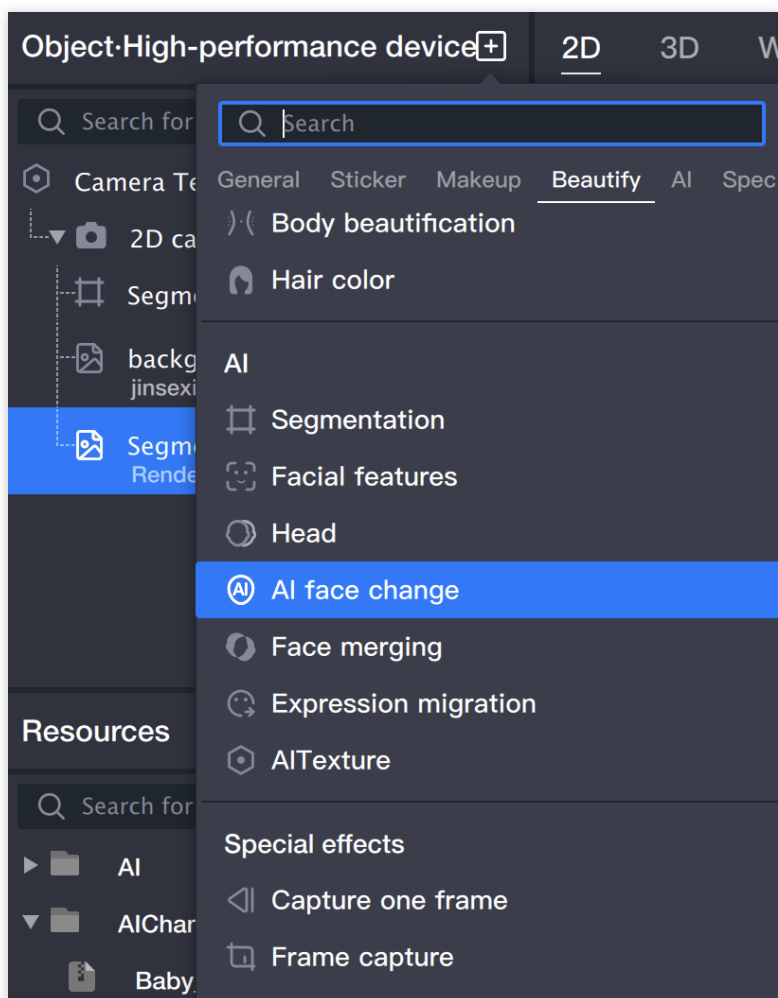 Object·High-performance device
2D 3D
Search for
Search
Camera Te
General Sticker Makeup Beautify AI Spec
2D ca
Body beautification
Segm
Hair color
backg
jinsexi
AI
Segm
Rende
Segmentation
Facial features
Head
AI face change
Face merging
Expression migration
AITexture
Resources
Search for
Special effects
AI
Capture one frame
AIChar
Frame capture
Baby